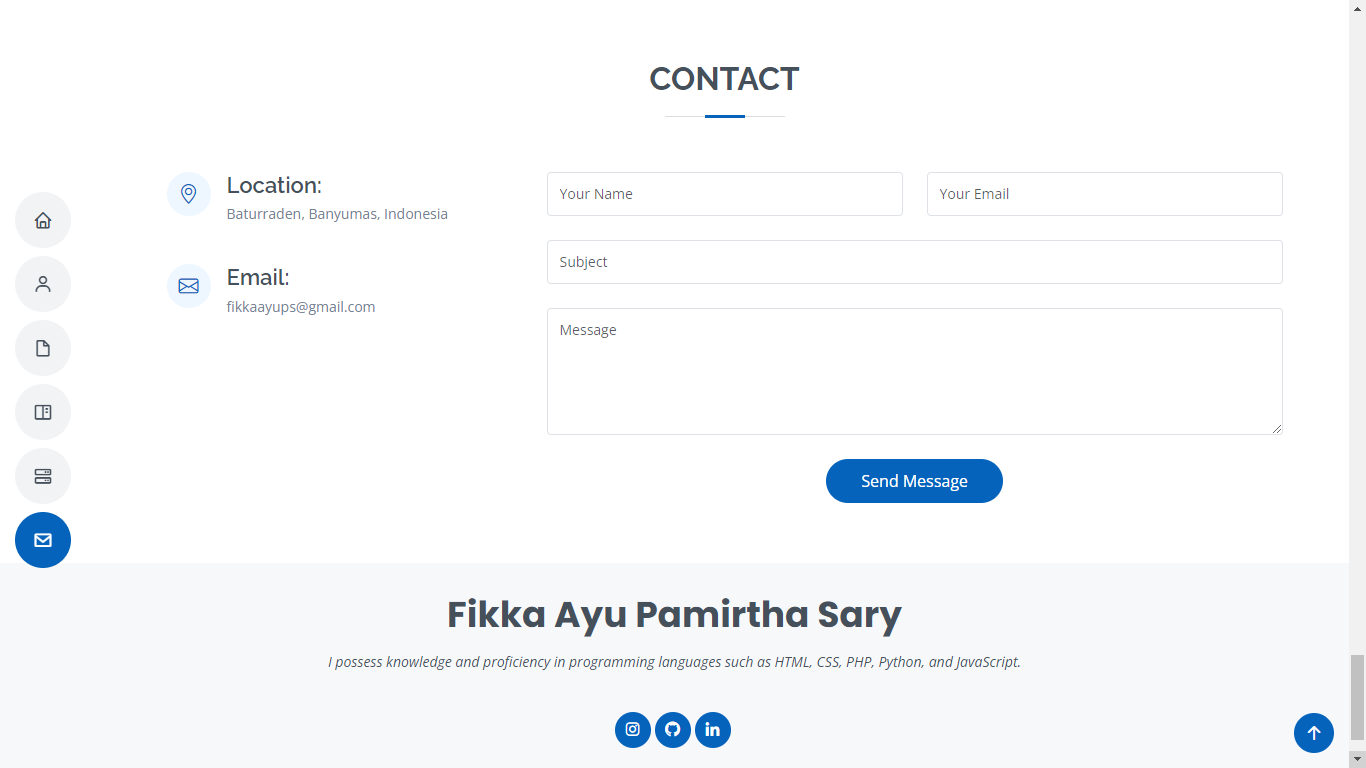 CONTACT
Location:
Baturraden, Banyumas, Indonesia
Email:
fikkaayups@gmail.com
Your Name
Your Email
Subject
Message
Send Message
Fikka Ayu Pamirtha Sary
I possess knowledge and proficiency in programming languages such as HTML, CSS, PHP, Python, and JavaScript.